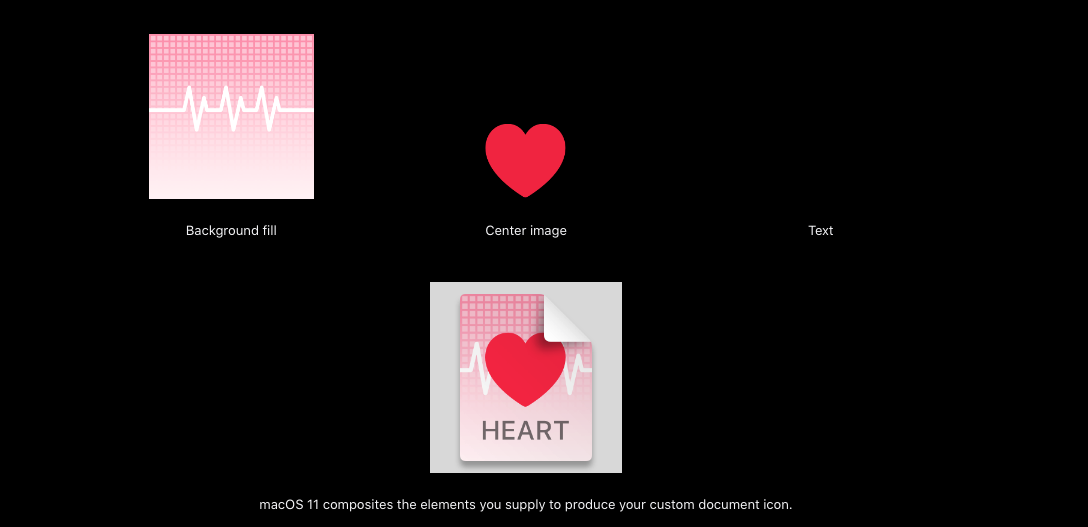 Background fill
Center image
Text
HEART
macOS 11 composites the elements you supply to produce your custom document icon.